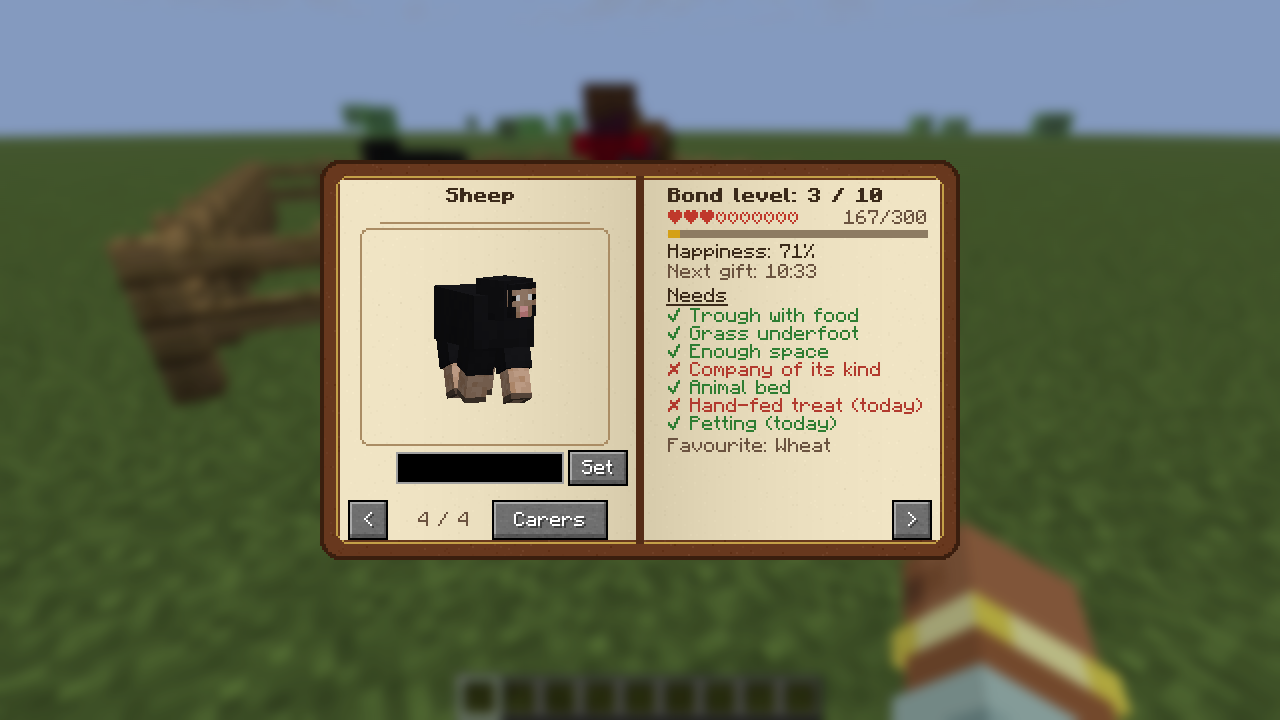 Sheep
Set
<
4 / 4
Carers
Bond level: 3 / 10
167/300
Happiness: 71%
Next gift: 10:33
Needs
✓ Trough with food
✓ Grass underfoot
✓ Enough space
✗ Company of its kind
✓ Animal bed
✗ Hand-fed treat (today)
✓ Petting (today)
Favourite: Wheat
>